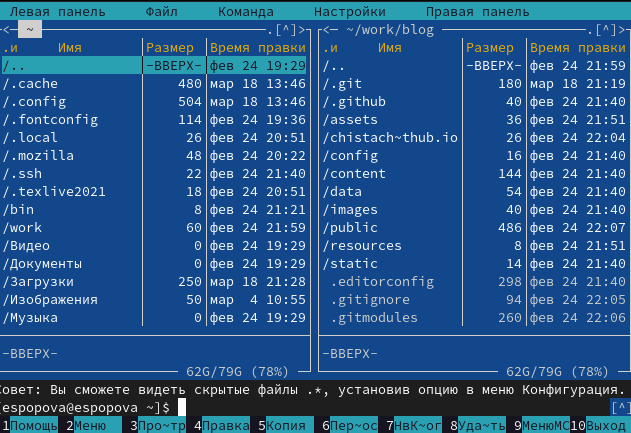 Левая панель Файл Команда Настройки Правая панель
<─ ~ .[^]> <─ ~/work/blog .[^]>
.и Имя Размер Время правки .и Имя Размер Время правки
/.. -ВВЕРХ- фев 24 19:29 /.. -ВВЕРХ- фев 24 21:59
/.cache 480 мар 18 13:46 /.git 180 мар 18 21:19
/.config 504 мар 18 13:46 /.github 40 фев 24 21:40
/.fontconfig 114 фев 24 19:36 /assets 36 фев 24 21:51
/.local 26 фев 24 20:51 /chistach~thub.io 26 фев 24 22:04
/.mozilla 48 фев 24 20:22 /config 16 фев 24 21:40
/.ssh 22 фев 24 21:40 /content 144 фев 24 21:40
/.texlive2021 18 фев 24 20:51 /data 54 фев 24 21:40
/bin 8 фев 24 21:21 /images 40 фев 24 21:40
/work 60 фев 24 21:59 /public 486 фев 24 22:07
/Видео 0 фев 24 19:29 /resources 8 фев 24 21:51
/Документы 0 фев 24 19:29 /static 14 фев 24 21:40
/Загрузки 250 мар 18 21:28 .editorconfig 298 фев 24 21:40
/Изображения 50 мар 4 10:55 .gitignore 94 фев 24 22:05
/Музыка 0 фев 24 19:29 .gitmodules 260 фев 24 22:06
-ВВЕРХ- -ВВЕРХ-
62G/79G (78%) 62G/79G (78%)
Совет: Вы сможете видеть скрытые файлы .*, установив опцию в меню Конфигурация.
[espopova@espopova ~]$ [^]
1Помощь 2Меню 3Про~тр 4Правка 5Копия 6Пер~ос 7НвК~ог 8Уда~ть 9МенюMC 10Выход